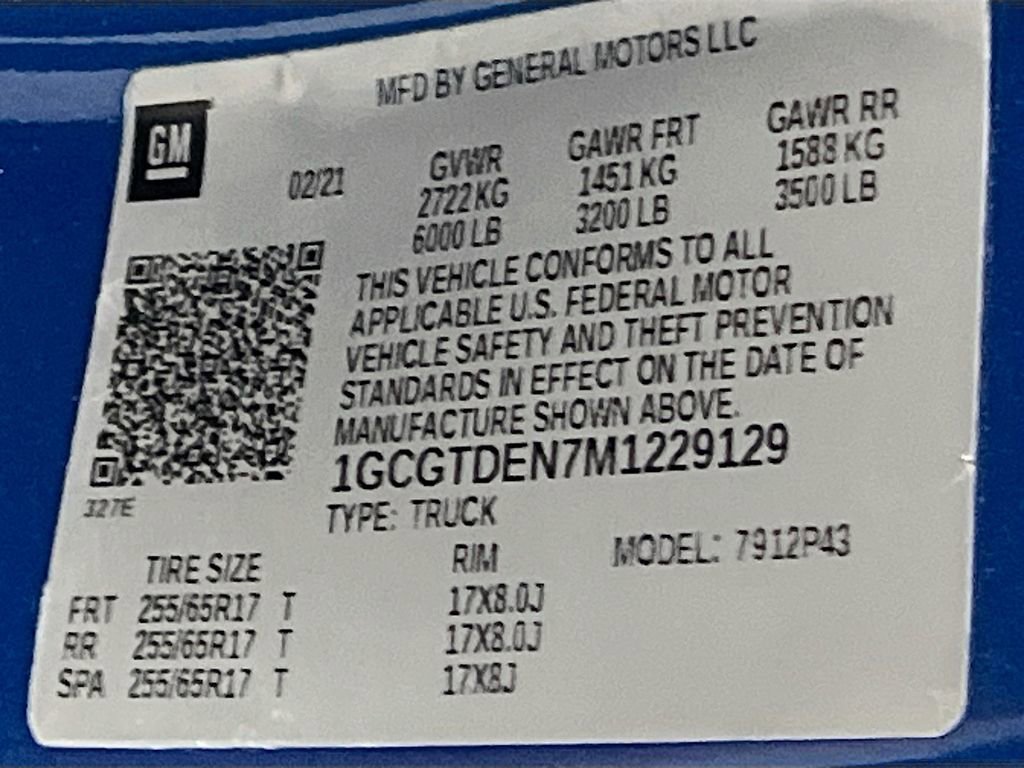 MFD BY GENERAL MOTORS LLC
GM
02/21
GVWR
2722 KG
6000 LB
GAWR FRT
1451 KG
3200 LB
GAWR RR
1588 KG
3500 LB
THIS VEHICLE CONFORMS TO ALL
APPLICABLE U.S. FEDERAL MOTOR
VEHICLE SAFETY AND THEFT PREVENTION
STANDARDS IN EFFECT ON THE DATE OF
MANUFACTURE SHOWN ABOVE.
1GCGTDEN7M1229129
327E
TYPE: TRUCK
MODEL: 7912P43
TIRE SIZE RIM
FRT 255/65R17 T 17X8.0J
RR 255/65R17 T 17X8.0J
SPA 255/65R17 T 17X8J